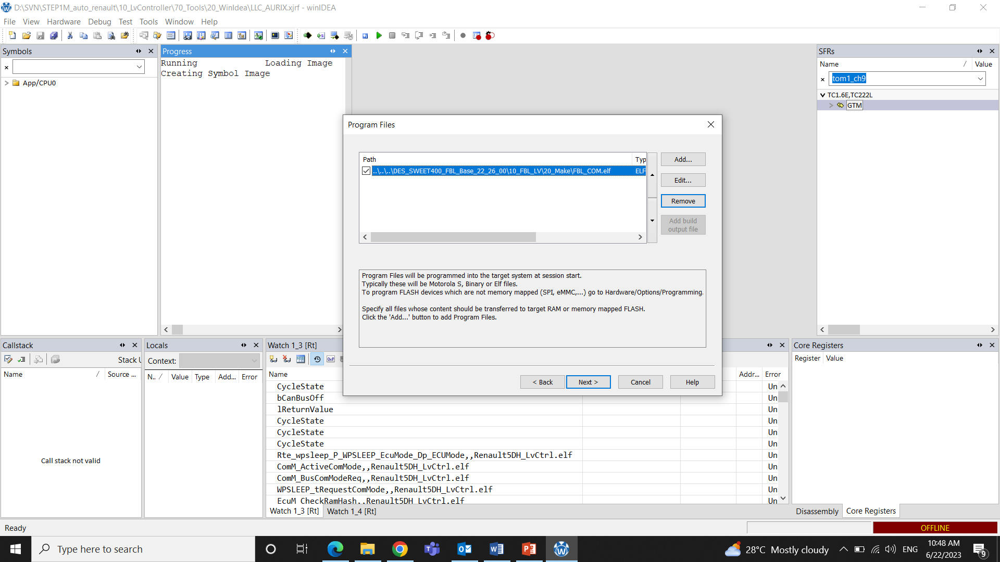 D:\SVN\STEP1M_auto_renault\10_LvController\70_Tools\20_WinIdea\LLC_AURIX.xjrf - winIDEA
File View Hardware Debug Test Tools Window Help
Symbols
App/CPU0
Progress
Running Loading Image
Creating Symbol Image
SFRs
Name / Value
tom1_ch9
TC1.6E,TC222L
GTM
Program Files
Path Typ
..\..\..\DES_SWEET400_FBL_Base_22_26_00\10_FBL_LV\20_Make\FBL_COM.elf ELF
Add...
Edit...
Remove
Add build
output file
Program Files will be programmed into the target system at session start.
Typically these will be Motorola S, Binary or Elf files.
To program FLASH devices which are not memory mapped (SPI, eMMC,...) go to Hardware/Options/Programming.
Specify all files whose content should be transferred to target RAM or memory mapped FLASH.
Click the 'Add...' button to add Program Files.
< Back Next > Cancel Help
Callstack
Stack U
Name / Source ...
Call stack not valid
Locals
Context:
N.. / Value Type Add... Error
Watch 1_3 [Rt]
0xF
Name Addr... Error
CycleState Un
bCanBusOff Un
lReturnValue Un
CycleState Un
CycleState Un
CycleState Un
Rte_wpsleep_P_WPSLEEP_EcuMode_Dp_ECUMode,,Renault5DH_LvCtrl.elf Un
ComM_ActiveComMode,,Renault5DH_LvCtrl.elf Un
ComM_BusComModeReq,,Renault5DH_LvCtrl.elf Un
WPSLEEP_tRequestComMode,,Renault5DH_LvCtrl.elf Un
EcuM_CheckRamHash,,Renault5DH_LvCtrl.elf Un
Watch 1_3 [Rt] Watch 1_4 [Rt]
Core Registers
Register Value
Disassembly Core Registers
Ready
OFFLINE
Type here to search
28°C Mostly cloudy
ENG
10:48 AM
6/22/2023
9